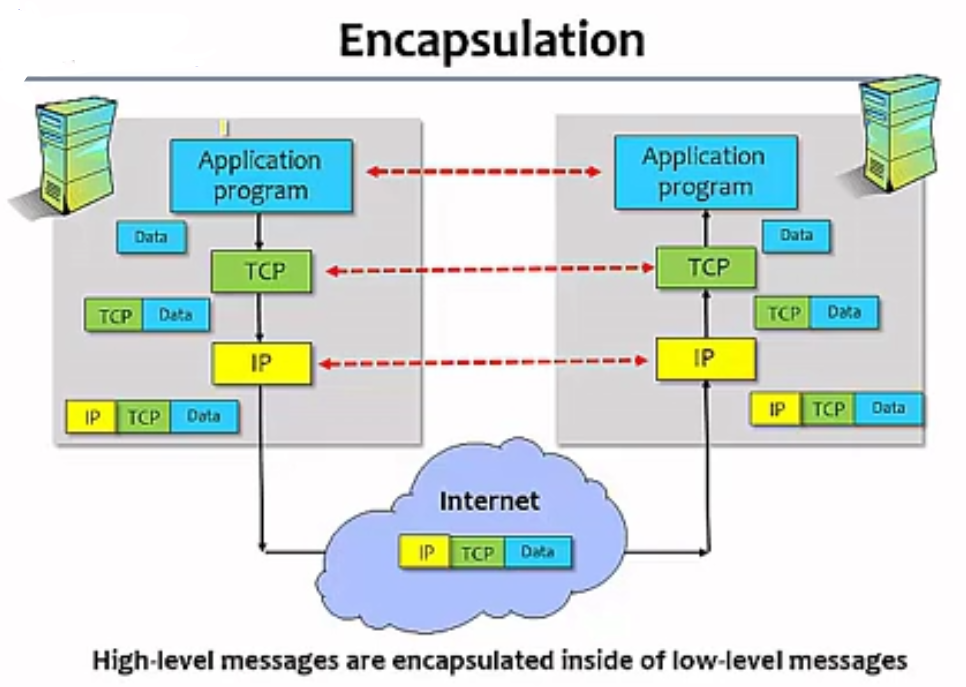 Encapsulation
Application
program
Application
program
Data
Data
TCP
TCP
TCP Data
TCP Data
IP
IP
IP TCP Data
IP TCP Data
Internet
IP TCP Data
High-level messages are encapsulated inside of low-level messages